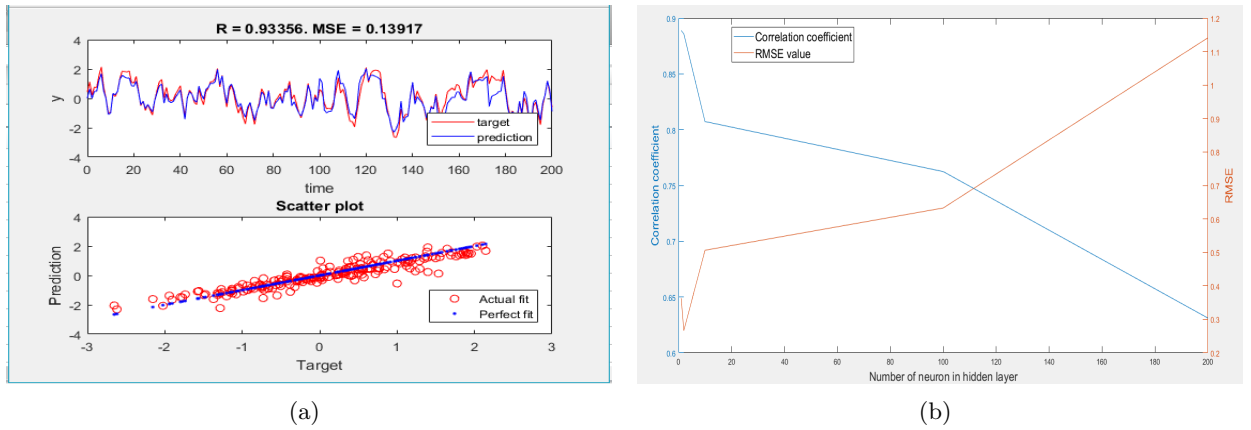 R = 0.93356. MSE = 0.13917
4
2
0
-2
-4
y
target
prediction
0 20 40 60 80 100 120 140 160 180 200
time
Scatter plot
4
2
0
-2
-4
Prediction
Actual fit
Perfect fit
-3 -2 -1 0 1 2 3
Target
(a)
0.9
0.85
0.8
0.75
0.7
0.65
0.6
Correlation coefficient
Correlation coefficient
RMSE value
1.2
1.1
1
0.9
0.8
0.7
0.6
0.5
0.4
0.3
0.2
RMSE
0 20 40 60 80 100 120 140 160 180 200
Number of neuron in hidden layer
(b)